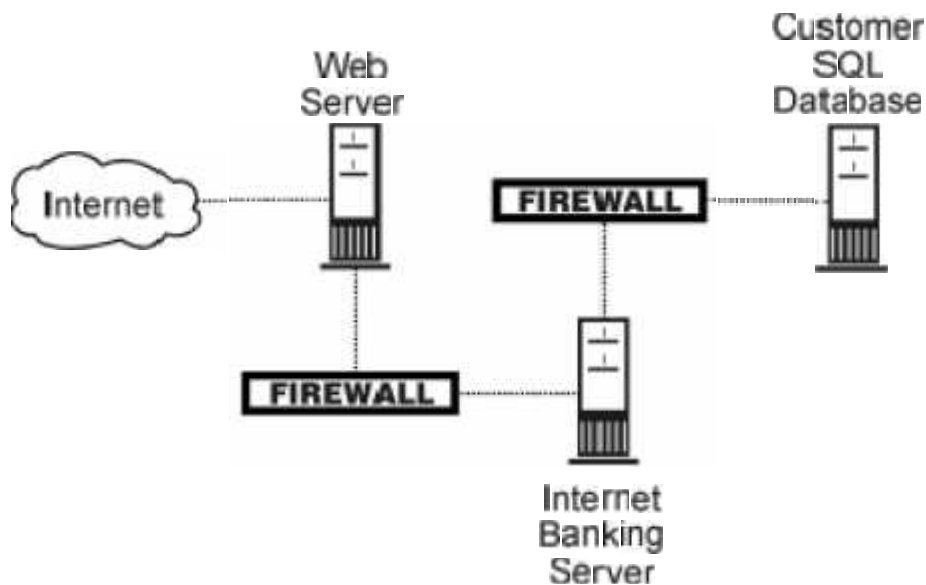 Customer
SQL
Database
Web
Server
Internet
FIREWALL
FIREWALL
Internet
Banking
Server